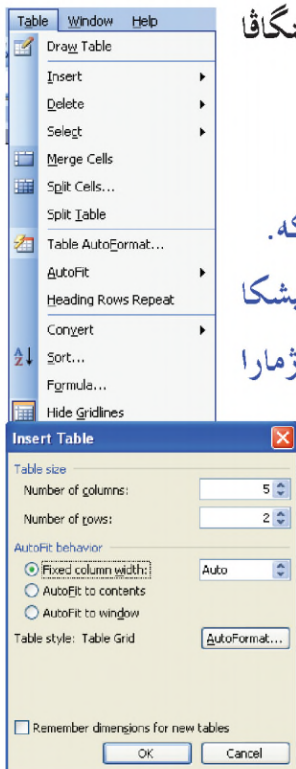 Table Window Help
Draw Table
Insert
Delete
Select
Merge Cells
Split Cells...
Split Table
Table AutoFormat...
AutoFit
Heading Rows Repeat
Convert
Sort...
Formula...
Hide Gridlines
Insert Table
Table size
Number of columns: 5
Number of rows: 2
AutoFit behavior
Fixed column width: Auto
AutoFit to contents
AutoFit to window
Table style: Table Grid AutoFormat...
Remember dimensions for new tables
OK Cancel